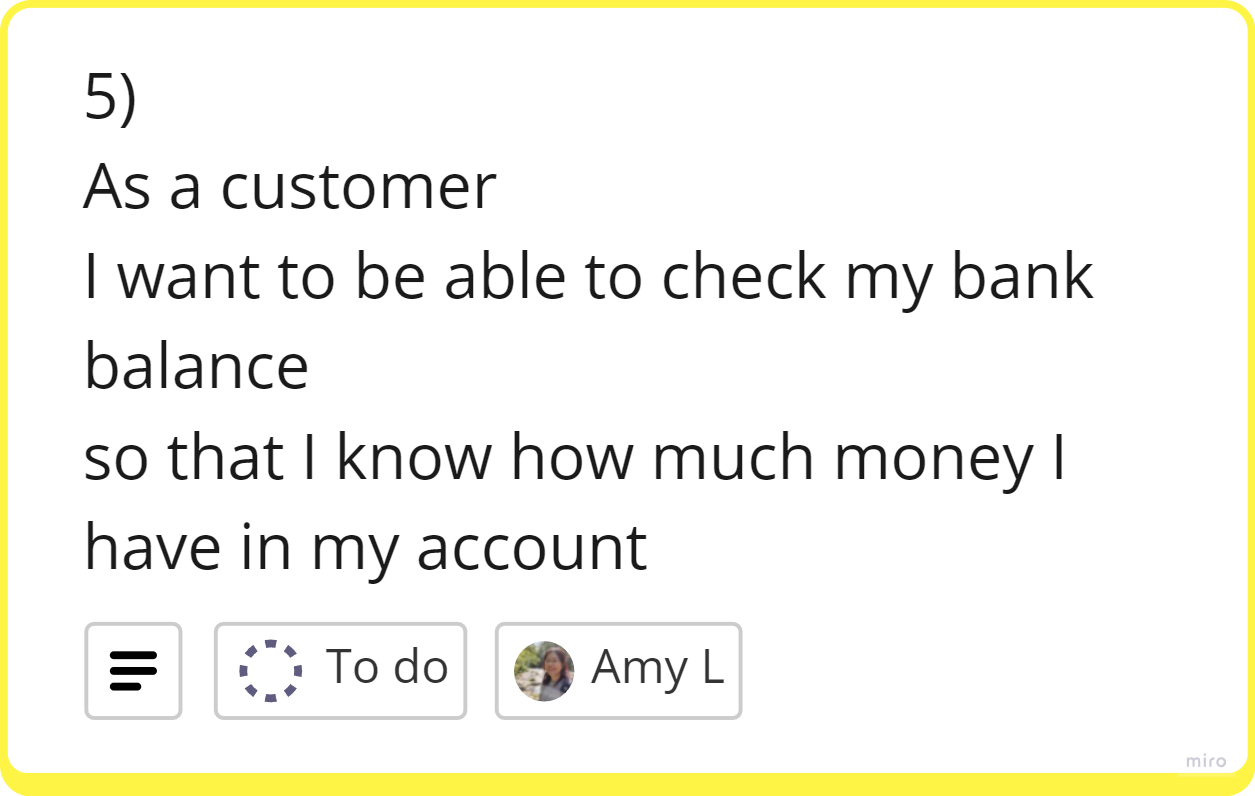 5)
As a customer
I want to be able to check my bank
balance
so that I know how much money I
have in my account
To do
Amy L
miro